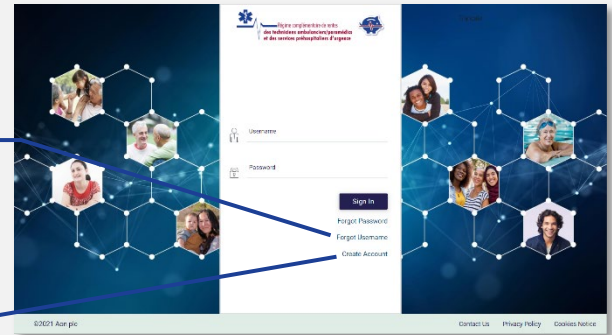 Régime complémentaire de rentes
des techniciens ambulanciers/paramédics
et des services préhospitaliers d'urgence
Username
Password
Sign In
Forgot Password
Forgot Username
Create Account
©2021 Aon plc
Contact Us Privacy Policy Cookies Notice